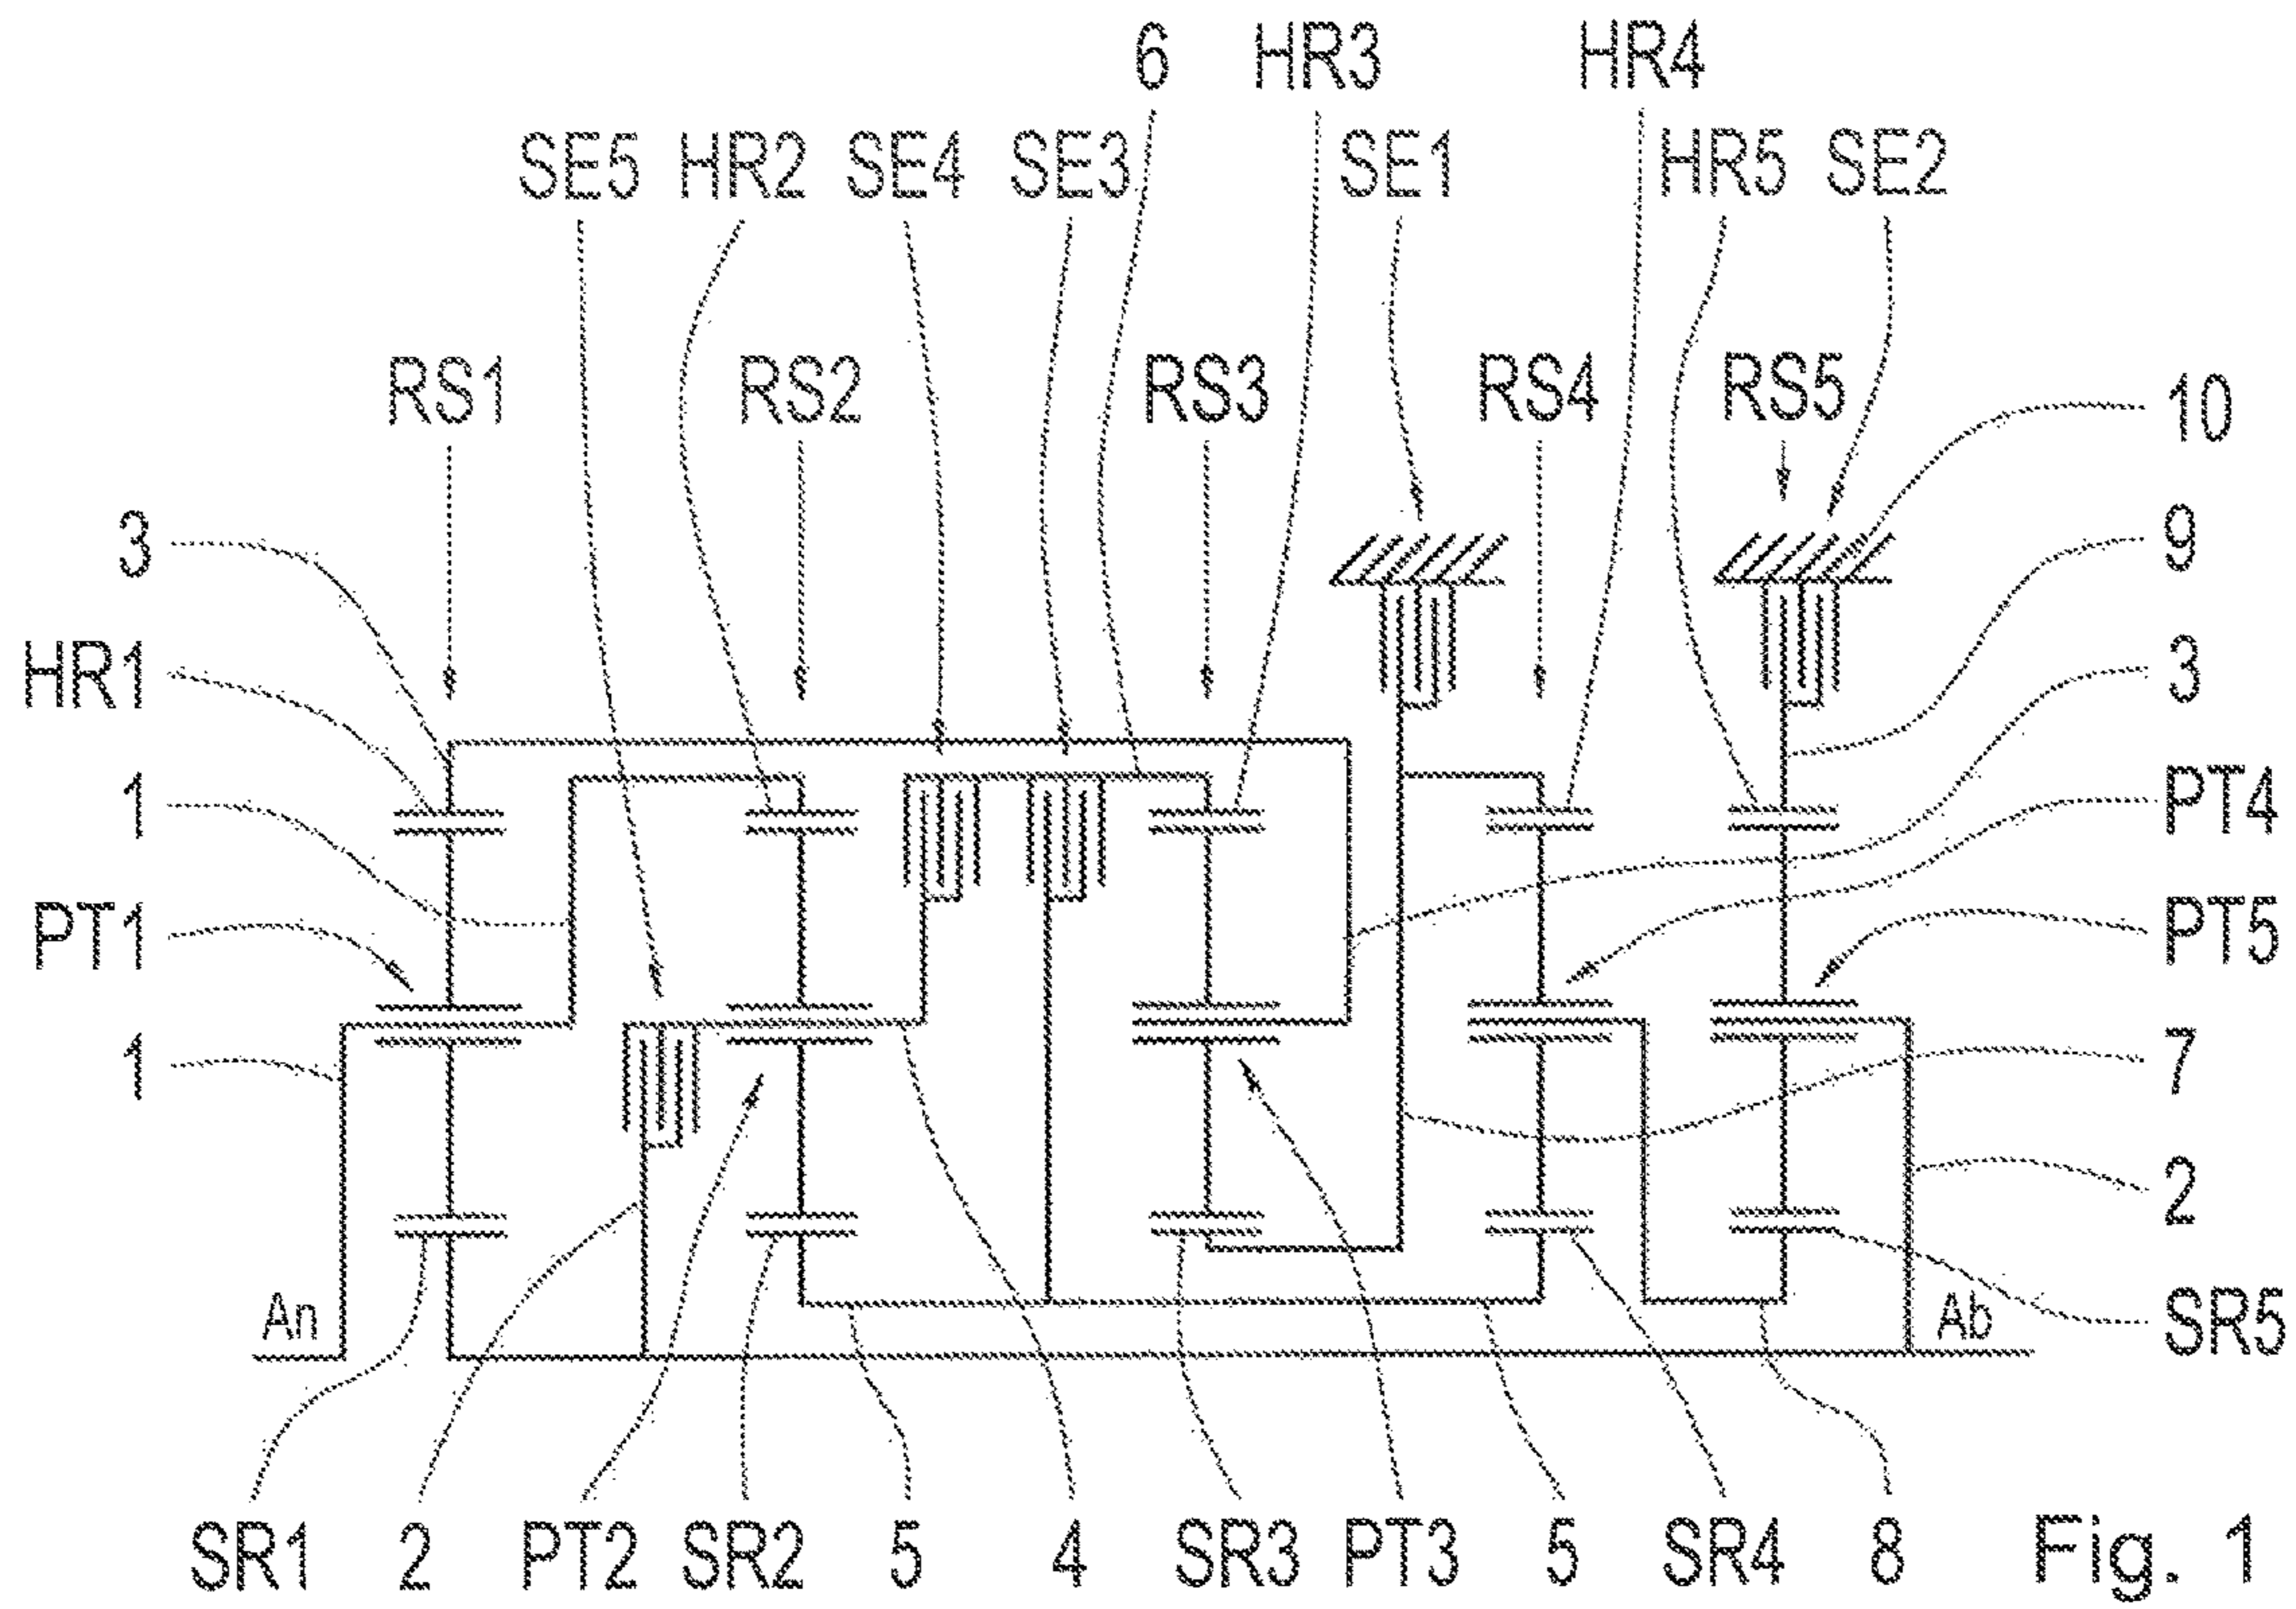 6 HR3 HR4
SE5 HR2 SE4 SE3 SE1 HR5 SE2
RS1 RS2 RS3 RS4 RS5 10
3 9
HR1 3
1 PT4
PT1 PT5
1 7
2
An Ab SR5
SR1 2 PT2 SR2 5 4 SR3 PT3 5 SR4 8 Fig. 1